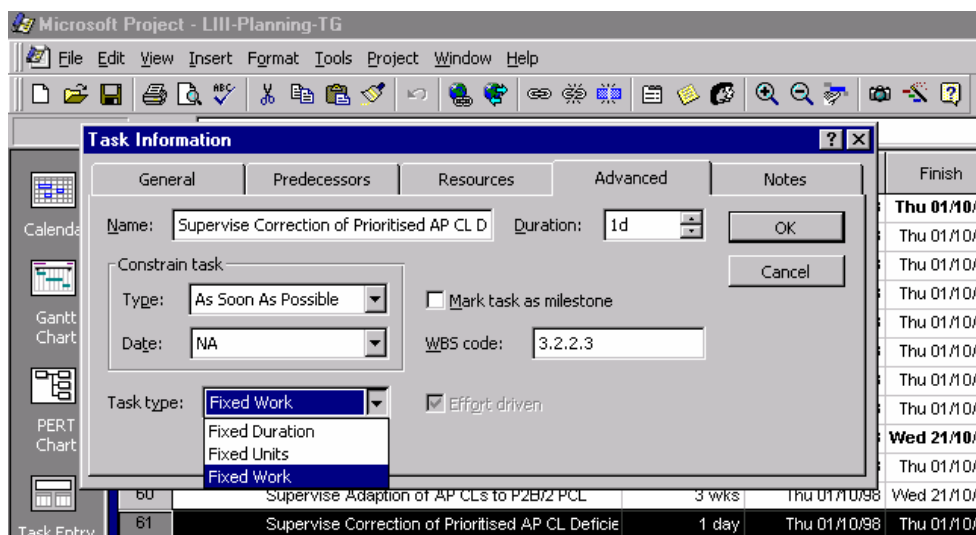 Microsoft Project - LIII-Planning-TG
File Edit View Insert Format Tools Project Window Help
ABC
Task Information
General Predecessors Resources Advanced Notes
Finish
Name: Supervise Correction of Prioritised AP CL D Duration: 1d OK
Cancel
Constrain task
Type: As Soon As Possible
Mark task as milestone
Date: NA
WBS code: 3.2.2.3
Task type: Fixed Work
Effort driven
Fixed Duration
Fixed Units
Fixed Work
Calenda
Gantt
Chart
PERT
Chart
Task Entry
Thu 01/10/
Thu 01/10/
Thu 01/10/
Thu 01/10/
Thu 01/10/
Thu 01/10/
Thu 01/10/
Thu 01/10/
Wed 21/10/
Thu 01/10/
60 Supervise Adaption of AP CLs to P2B/2 PCL 3 wks Thu 01/10/98 Wed 21/10/
61 Supervise Correction of Prioritised AP CL Deficie 1 day Thu 01/10/98 Thu 01/10/